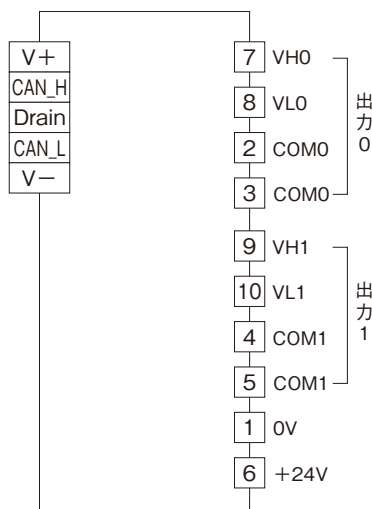 V+
CAN_H
Drain
CAN_L
V−
7 VH0
8 VL0
2 COM0
3 COM0
出力0
9 VH1
10 VL1
4 COM1
5 COM1
出力1
1 0V
6 +24V